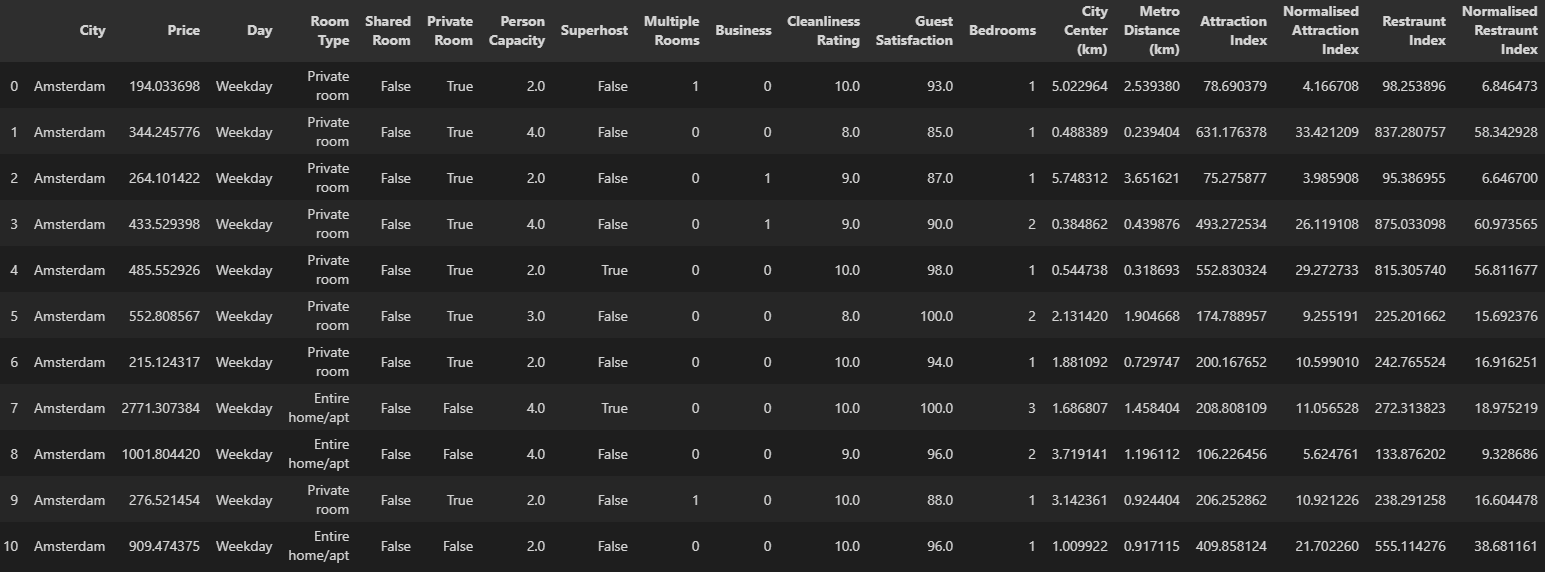 City Price Day Room Type Shared Room Private Room Person Capacity Superhost Multiple Rooms Business Cleanliness Rating Guest Satisfaction Bedrooms City Center (km) Metro Distance (km) Attraction Index Normalised Attraction Index Restraunt Index Normalised Restraunt Index
0 Amsterdam 194.033698 Weekday Private room False True 2.0 False 1 0 10.0 93.0 1 5.022964 2.539380 78.690379 4.166708 98.253896 6.846473
1 Amsterdam 344.245776 Weekday Private room False True 4.0 False 0 0 8.0 85.0 1 0.488389 0.239404 631.176378 33.421209 837.280757 58.342928
2 Amsterdam 264.101422 Weekday Private room False True 2.0 False 0 1 9.0 87.0 1 5.748312 3.651621 75.275877 3.985908 95.386955 6.646700
3 Amsterdam 433.529398 Weekday Private room False True 4.0 False 0 1 9.0 90.0 2 0.384862 0.439876 493.272534 26.119108 875.033098 60.973565
4 Amsterdam 485.552926 Weekday Private room False True 2.0 True 0 0 10.0 98.0 1 0.544738 0.318693 552.830324 29.272733 815.305740 56.811677
5 Amsterdam 552.808567 Weekday Private room False True 3.0 False 0 0 8.0 100.0 2 2.131420 1.904668 174.788957 9.255191 225.201662 15.692376
6 Amsterdam 215.124317 Weekday Private room False True 2.0 False 0 0 10.0 94.0 1 1.881092 0.729747 200.167652 10.599010 242.765524 16.916251
7 Amsterdam 2771.307384 Weekday Entire home/apt False False 4.0 True 0 0 10.0 100.0 3 1.686807 1.458404 208.808109 11.056528 272.313823 18.975219
8 Amsterdam 1001.804420 Weekday Entire home/apt False False 4.0 False 0 0 9.0 96.0 2 3.719141 1.196112 106.226456 5.624761 133.876202 9.328686
9 Amsterdam 276.521454 Weekday Private room False True 2.0 False 1 0 10.0 88.0 1 3.142361 0.924404 206.252862 10.921226 238.291258 16.604478
10 Amsterdam 909.474375 Weekday Entire home/apt False False 2.0 False 0 0 10.0 96.0 1 1.009922 0.917115 409.858124 21.702260 555.114276 38.681161